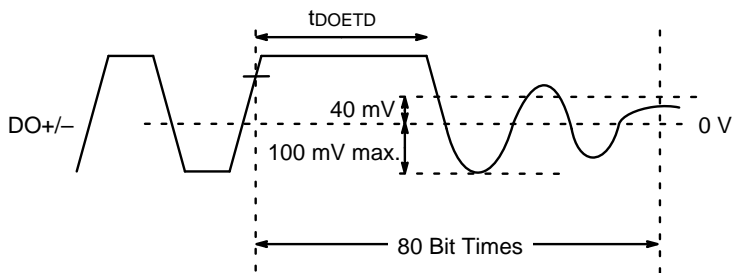 tDOETD
40 mV
DO+/–
0 V
100 mV max.
80 Bit Times